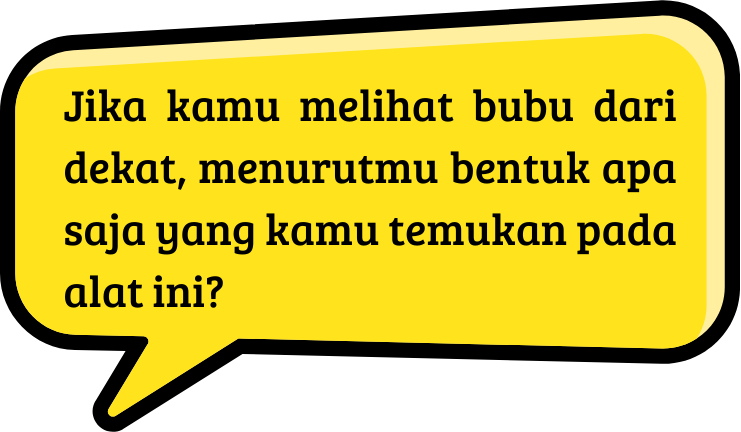 Jika kamu melihat bubu dari
dekat, menurutmu bentuk apa
saja yang kamu temukan pada
alat ini?